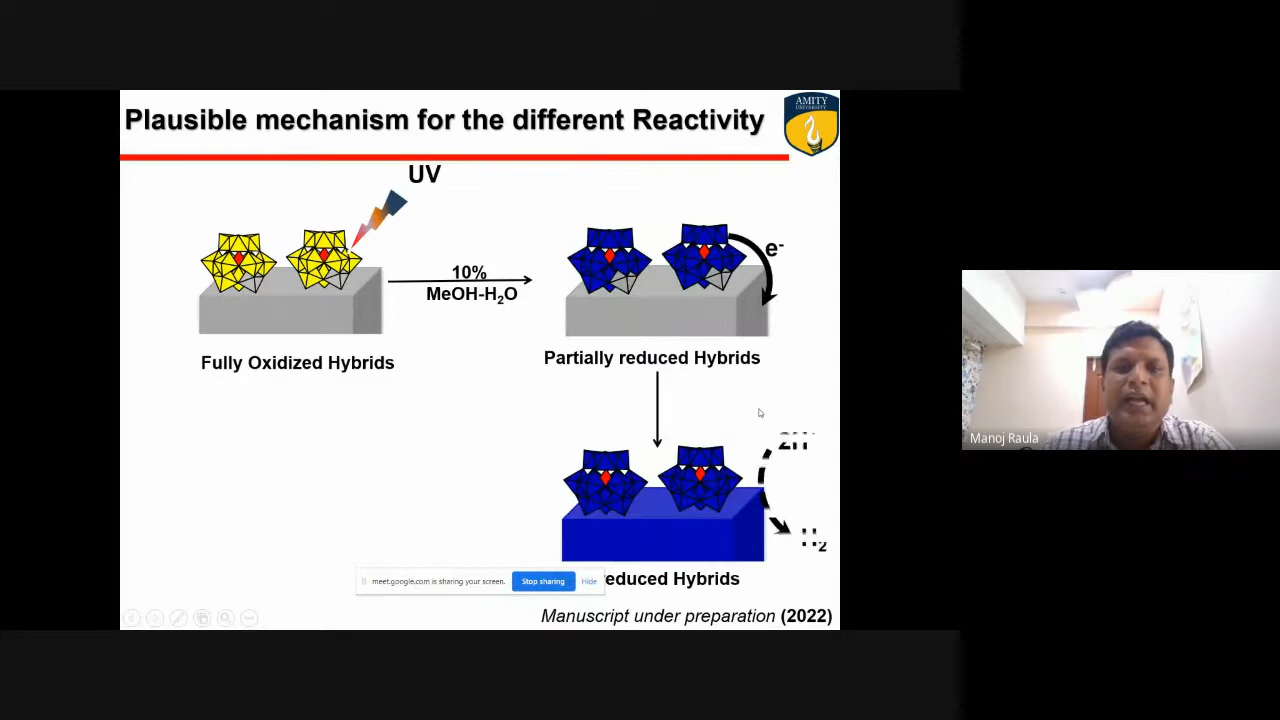 Plausible mechanism for the different Reactivity
AMITY
UNIVERSITY
UV
10%
MeOH-H2O
e-
Fully Oxidized Hybrids
Partially reduced Hybrids
Manoj Raula
meet.google.com is sharing your screen.
Stop sharing
Hide
educed Hybrids
Manuscript under preparation (2022)